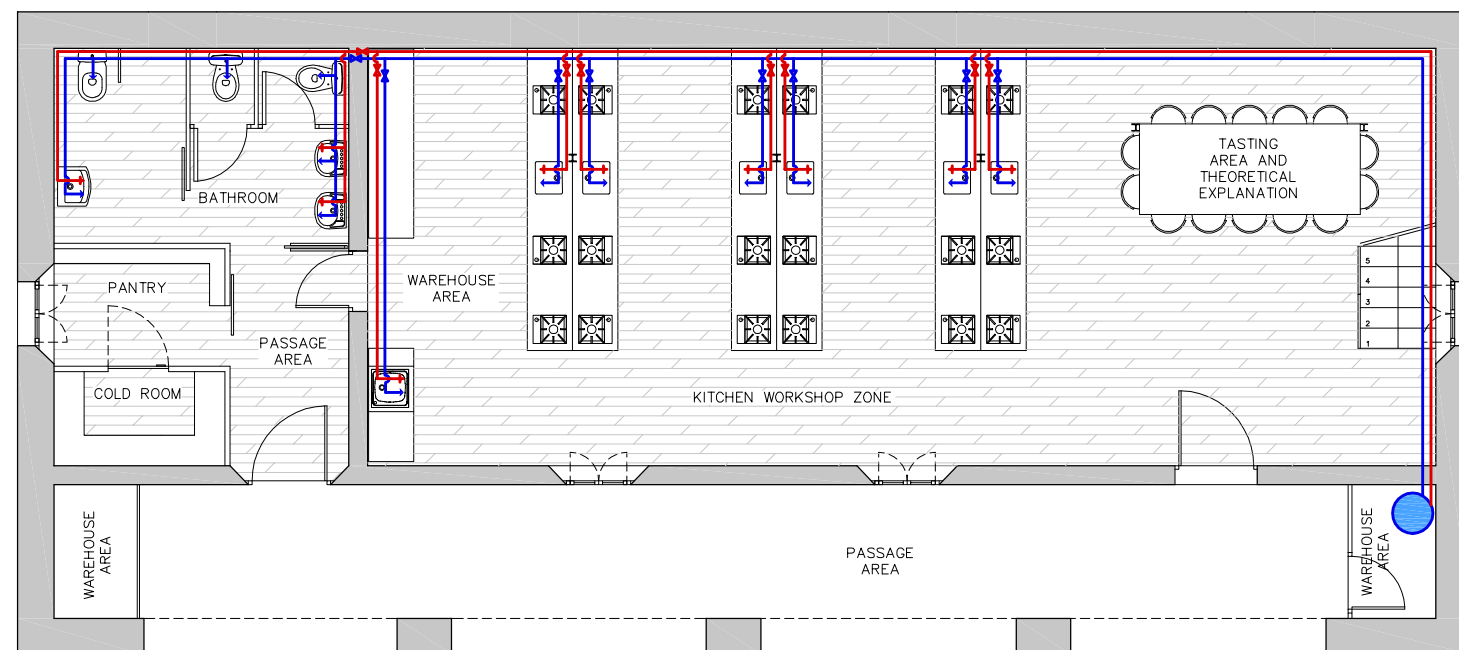 TASTING
AREA AND
THEORETICAL
EXPLANATION
BATHROOM
PANTRY
WAREHOUSE
AREA
5
4
3
2
1
PASSAGE
AREA
COLD ROOM
KITCHEN WORKSHOP ZONE
WAREHOUSE
AREA
PASSAGE
AREA
WAREHOUSE
AREA